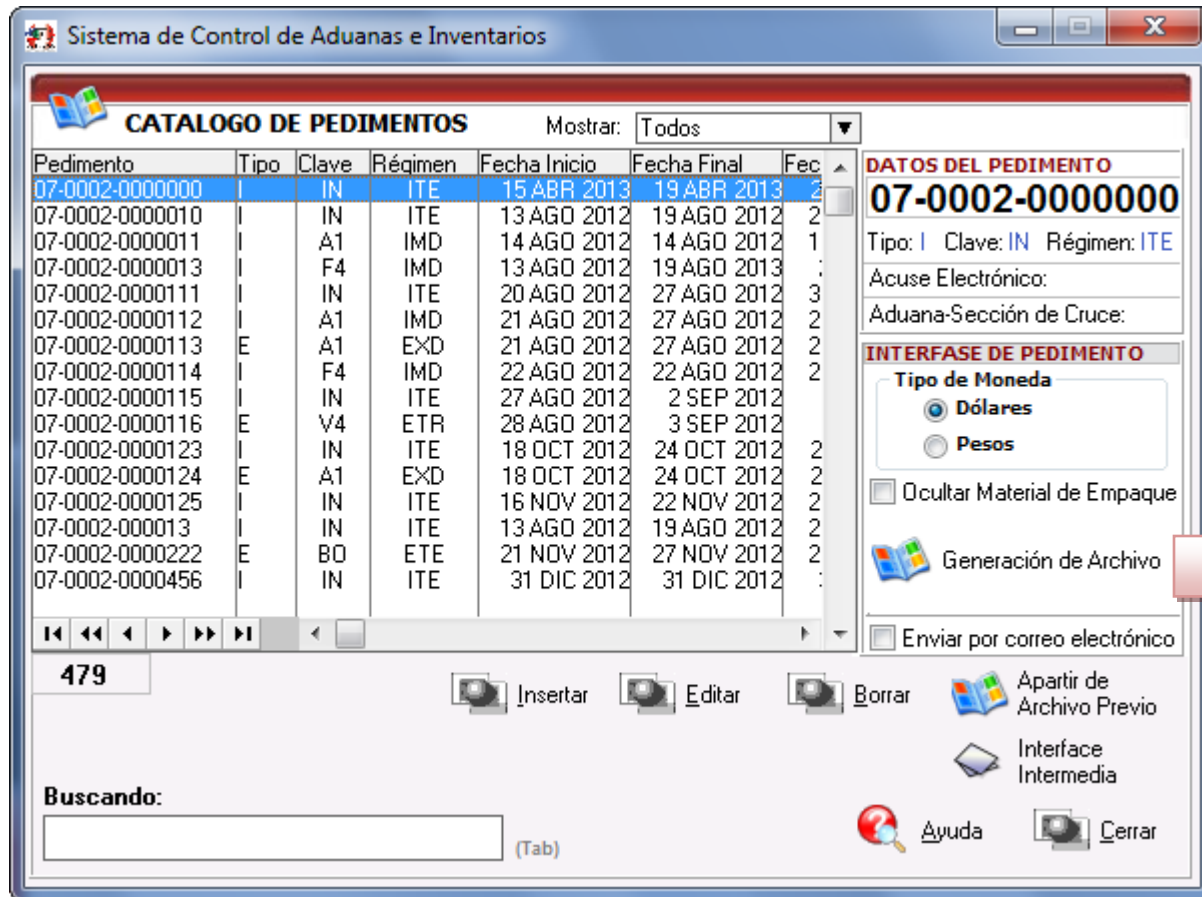 Sistema de Control de Aduanas e Inventarios
CATALOGO DE PEDIMENTOS Mostrar: Todos
Pedimento Tipo Clave Régimen Fecha Inicio Fecha Final Fec
07-0002-0000000 I IN ITE 15 ABR 2013 19 ABR 2013 2
07-0002-0000010 I IN ITE 13 AGO 2012 19 AGO 2012 2
07-0002-0000011 I A1 IMD 14 AGO 2012 14 AGO 2012 1
07-0002-0000013 I F4 IMD 13 AGO 2012 19 AGO 2013
07-0002-0000111 I IN ITE 20 AGO 2012 27 AGO 2012 3
07-0002-0000112 I A1 IMD 21 AGO 2012 27 AGO 2012 2
07-0002-0000113 E A1 EXD 21 AGO 2012 27 AGO 2012 2
07-0002-0000114 I F4 IMD 22 AGO 2012 22 AGO 2012 2
07-0002-0000115 I IN ITE 27 AGO 2012 2 SEP 2012
07-0002-0000116 E V4 ETR 28 AGO 2012 3 SEP 2012
07-0002-0000123 I IN ITE 18 OCT 2012 24 OCT 2012 2
07-0002-0000124 E A1 EXD 18 OCT 2012 24 OCT 2012 2
07-0002-0000125 I IN ITE 16 NOV 2012 22 NOV 2012 2
07-0002-000013 I IN ITE 13 AGO 2012 19 AGO 2012 2
07-0002-0000222 E BO ETE 21 NOV 2012 27 NOV 2012 2
07-0002-0000456 I IN ITE 31 DIC 2012 31 DIC 2012
DATOS DEL PEDIMENTO
07-0002-0000000
Tipo: I Clave: IN Régimen: ITE
Acuse Electrónico:
Aduana-Sección de Cruce:
INTERFASE DE PEDIMENTO
Tipo de Moneda
Dólares
Pesos
Ocultar Material de Empaque
Generación de Archivo
Enviar por correo electrónico
479
Insertar Editar Borrar
Apartir de
Archivo Previo
Interface
Intermedia
Buscando:
(Tab)
Ayuda Cerrar